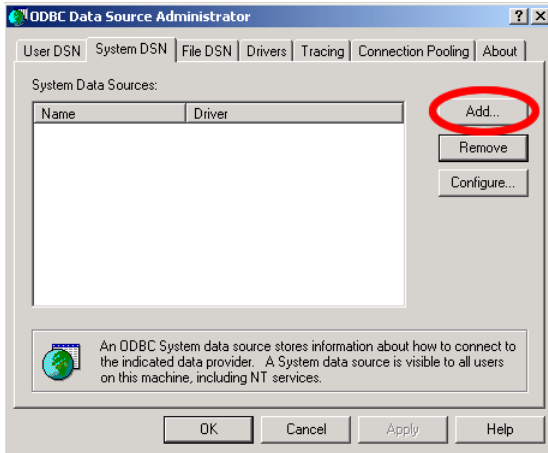 ODBC Data Source Administrator
User DSN System DSN File DSN Drivers Tracing Connection Pooling About
System Data Sources:
Name Driver
Add...
Remove
Configure...
An ODBC System data source stores information about how to connect to
the indicated data provider. A System data source is visible to all users
on this machine, including NT services.
OK Cancel Apply Help